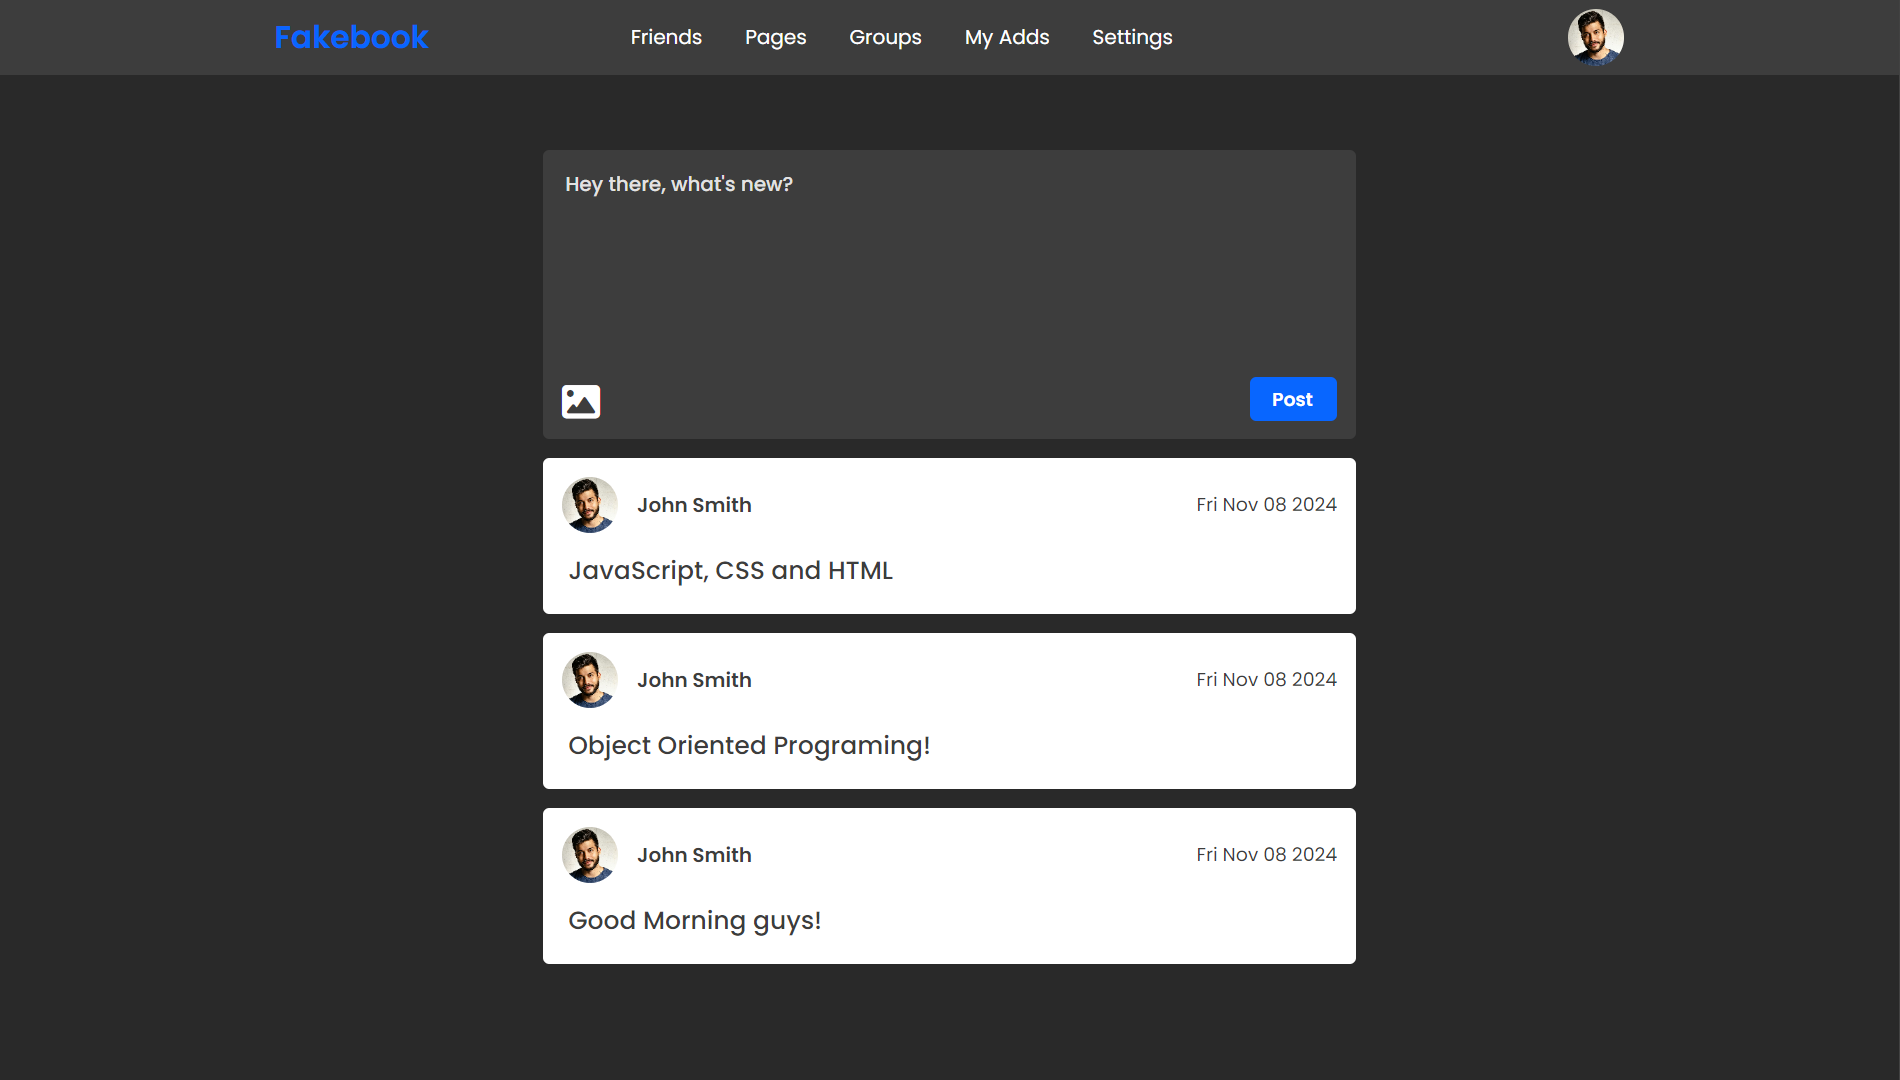 Fakebook Friends Pages Groups My Adds Settings
Hey there, what's new?
Post
John Smith Fri Nov 08 2024
JavaScript, CSS and HTML
John Smith Fri Nov 08 2024
Object Oriented Programing!
John Smith Fri Nov 08 2024
Good Morning guys!